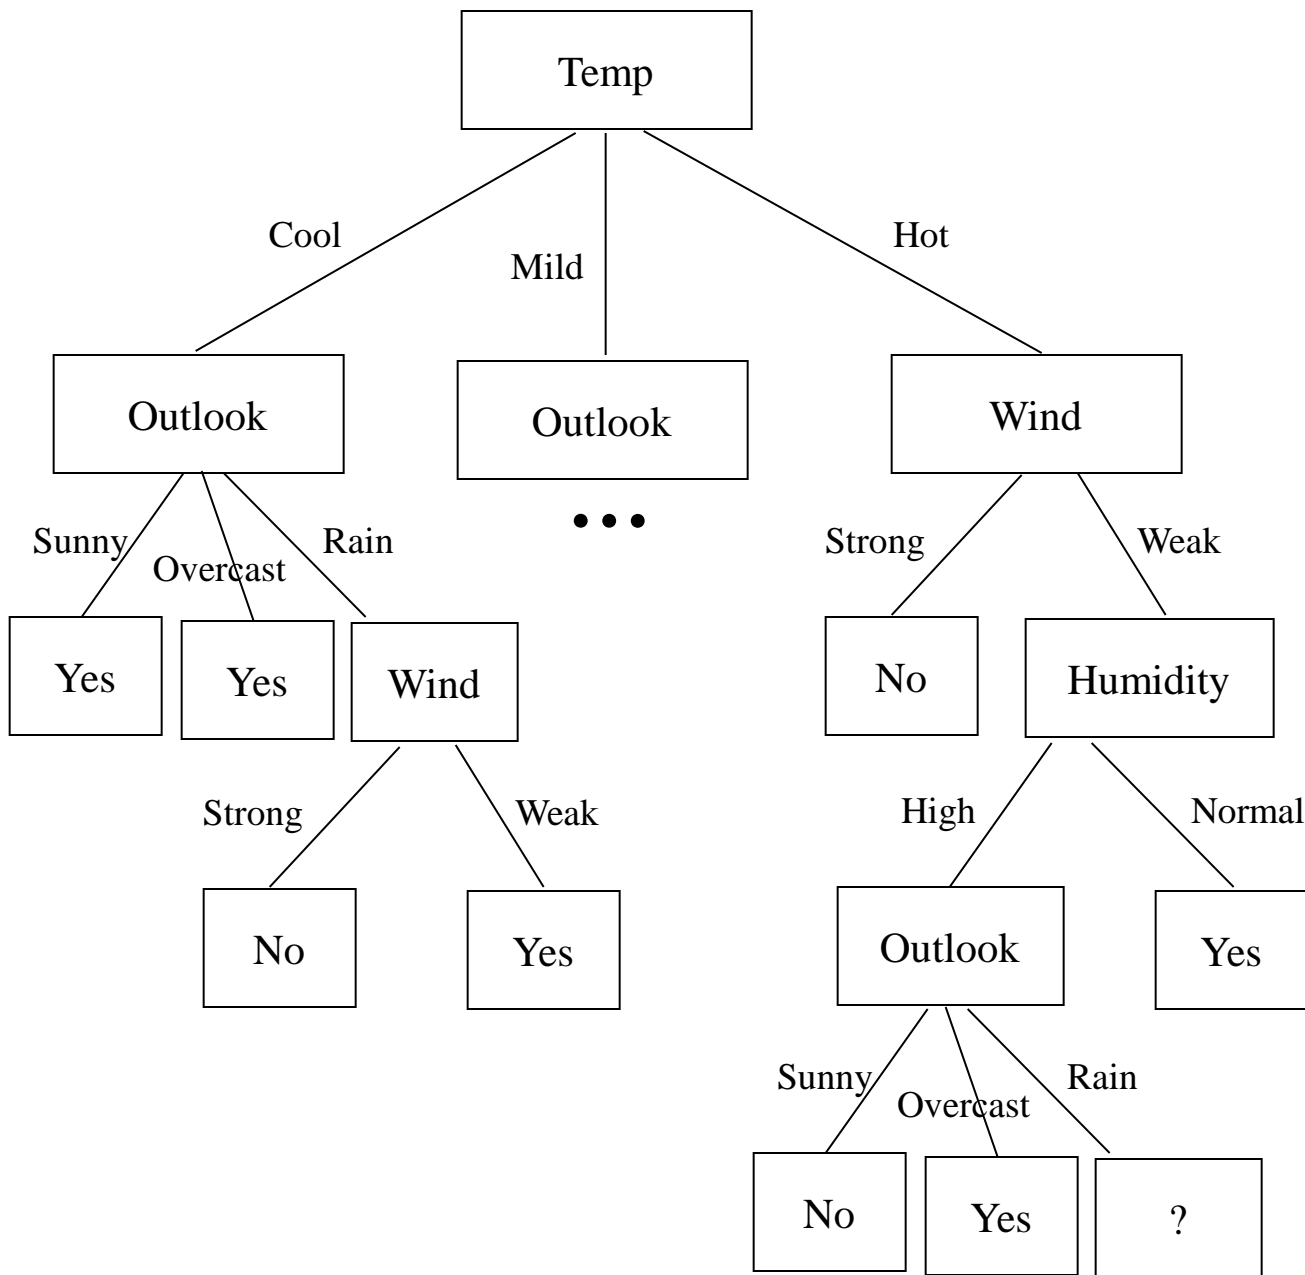 Temp
Cool
Mild
Hot
Outlook
Outlook
Wind
Sunny
Overcast
Rain
...
Strong
Weak
Yes
Yes
Wind
No
Humidity
Strong
Weak
High
Normal
No
Yes
Outlook
Yes
Sunny
Overcast
Rain
No
Yes
?